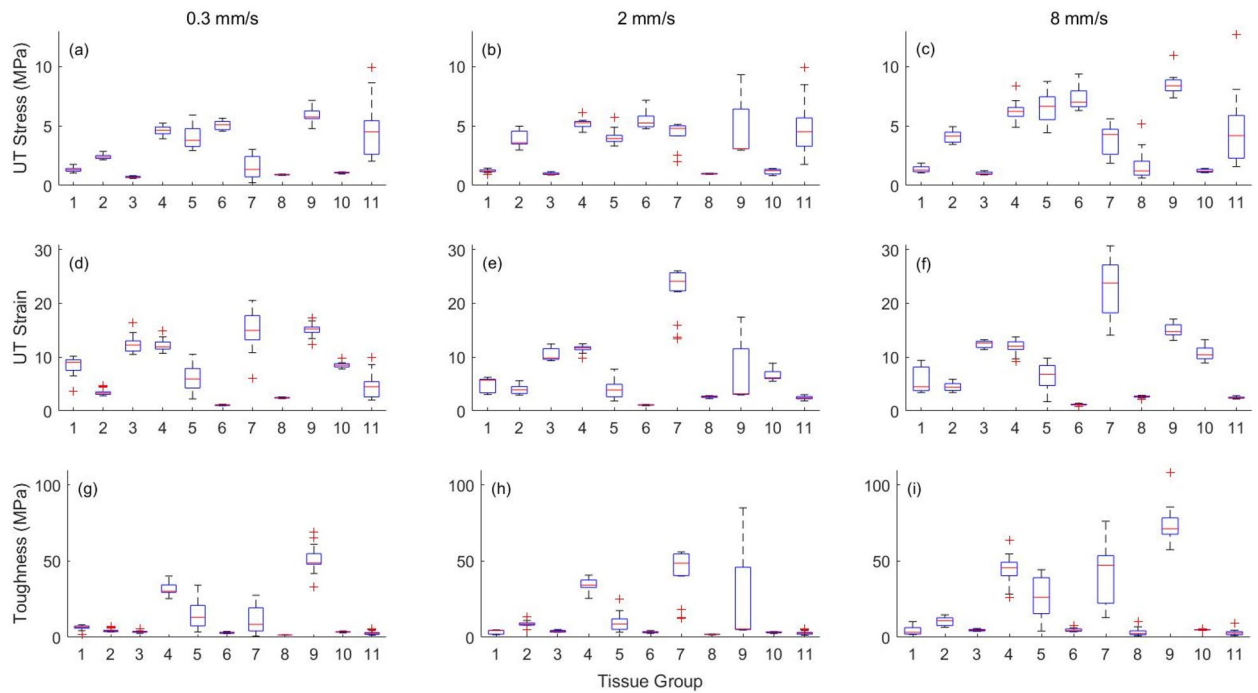 0.3 mm/s 2 mm/s 8 mm/s
UT Stress (MPa)
(a) (b) (c)
10 10 10
5 5 5
0 0 0
1 2 3 4 5 6 7 8 9 10 11 1 2 3 4 5 6 7 8 9 10 11 1 2 3 4 5 6 7 8 9 10 11
UT Strain
30 30 30
(d) (e) (f)
20 20 20
10 10 10
0 0 0
1 2 3 4 5 6 7 8 9 10 11 1 2 3 4 5 6 7 8 9 10 11 1 2 3 4 5 6 7 8 9 10 11
Toughness (MPa)
(g) (h) (i)
100 100 100
50 50 50
0 0 0
1 2 3 4 5 6 7 8 9 10 11 1 2 3 4 5 6 7 8 9 10 11 1 2 3 4 5 6 7 8 9 10 11
Tissue Group